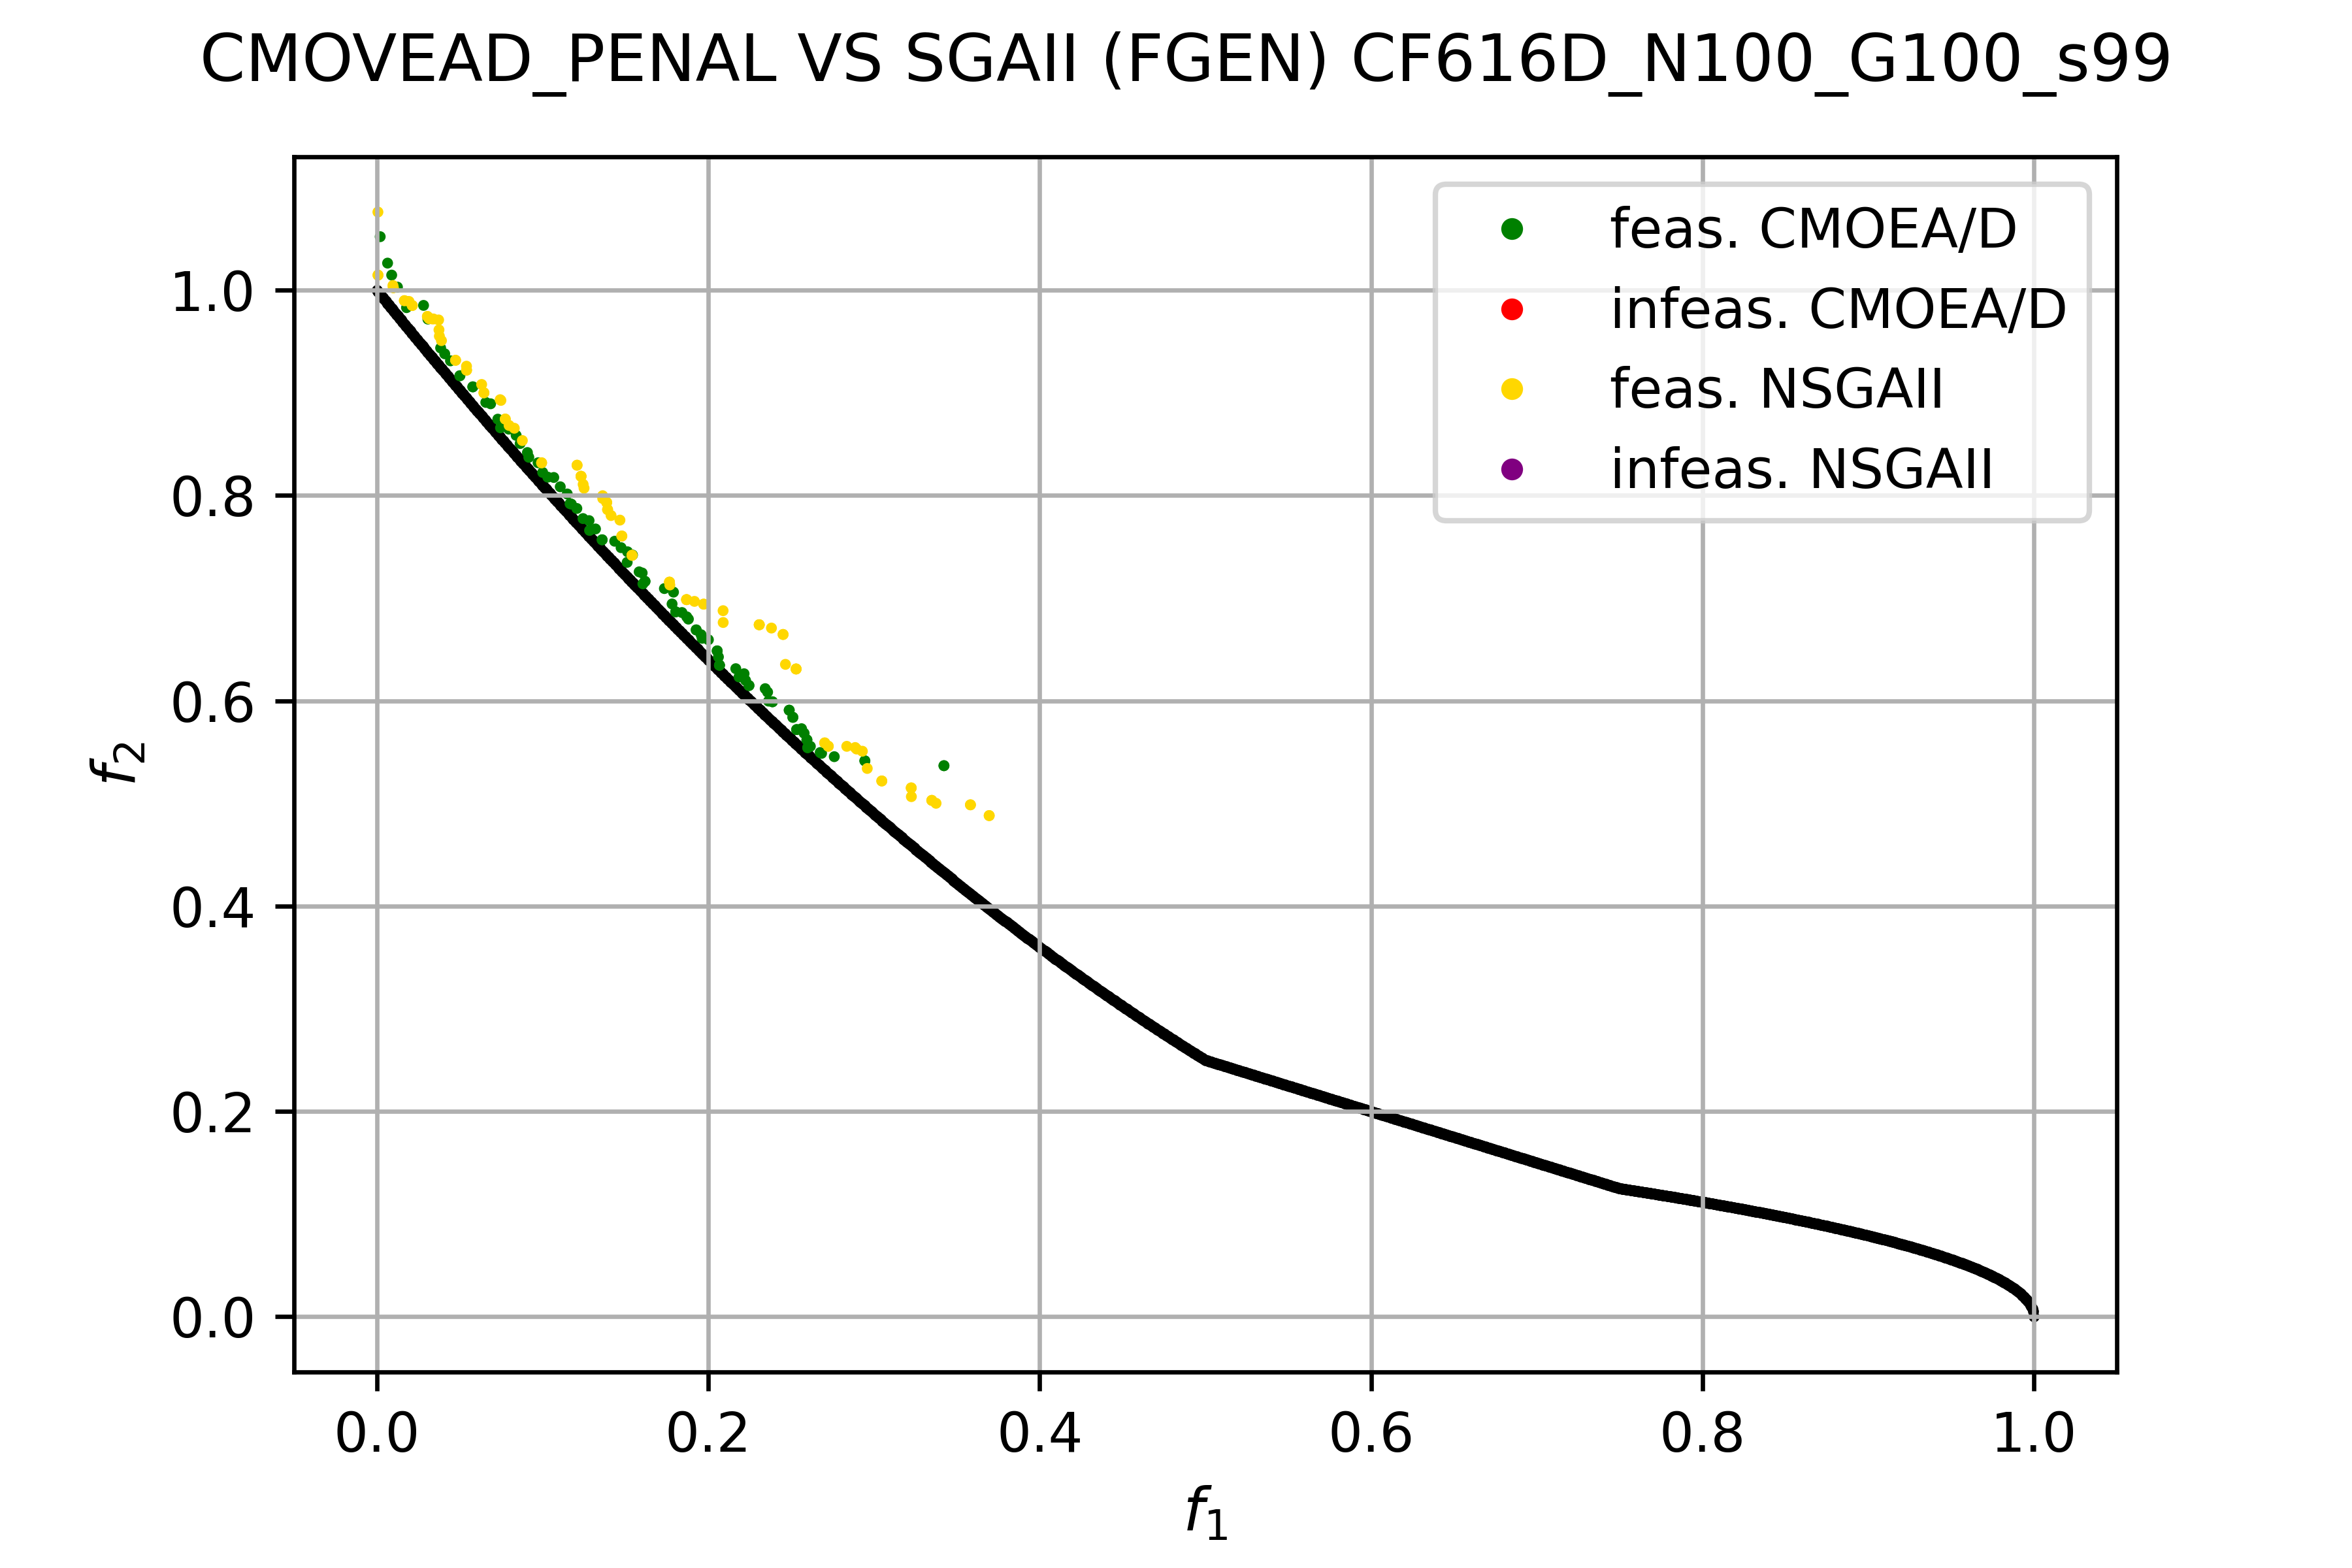 CMOVEAD_PENAL VS SGAII (FGEN) CF616D_N100_G100_s99
feas. CMOEA/D
infeas. CMOEA/D
feas. NSGAII
infeas. NSGAII
1.0
0.8
0.6
0.4
0.2
0.0
f₂
0.0 0.2 0.4 0.6 0.8 1.0
f₁